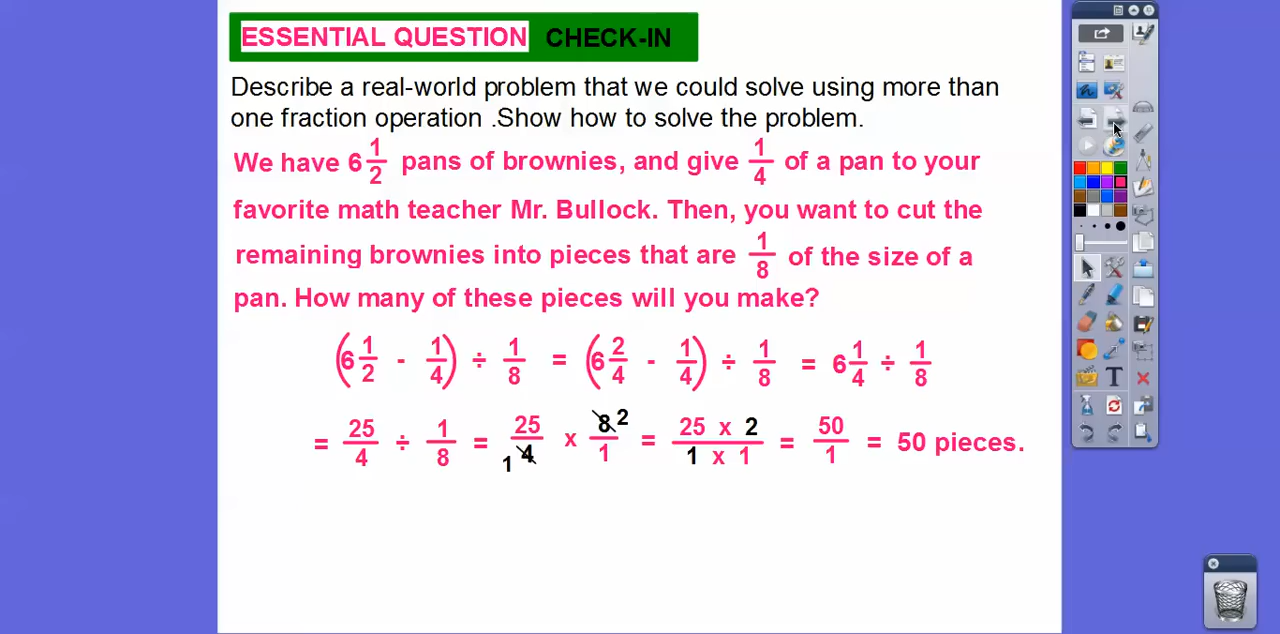 ESSENTIAL QUESTION CHECK-IN
Describe a real-world problem that we could solve using more than
one fraction operation .Show how to solve the problem.
We have 6 1/2 pans of brownies, and give 1/4 of a pan to your
favorite math teacher Mr. Bullock. Then, you want to cut the
remaining brownies into pieces that are 1/8 of the size of a
pan. How many of these pieces will you make?
(6 1/2 - 1/4) ÷ 1/8 = (6 2/4 - 1/4) ÷ 1/8 = 6 1/4 ÷ 1/8
= 25/4 ÷ 1/8 = 25/4 1 x 8 2/1 = 25 x 2/1 x 1 = 50/1 = 50 pieces.